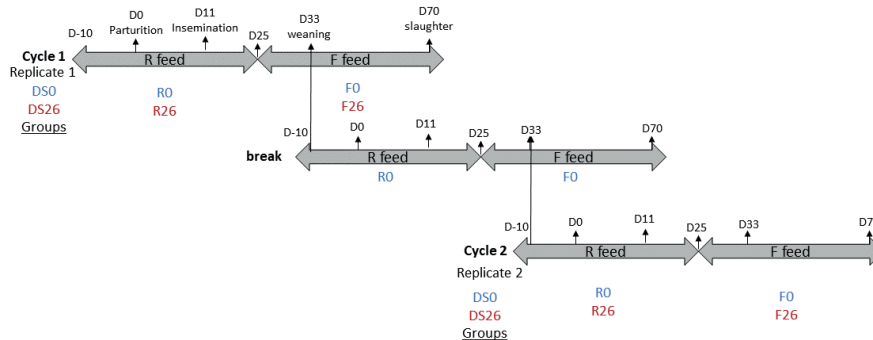 D-10 D0 Parturition D11 Insemination D25 D33 weaning D70 slaughter
Cycle 1 R feed F feed
Replicate 1
DS0 R0 F0
DS26 R26 F26
Groups
D-10 D0 D11 D25 D33 D70
break R feed F feed
R0 F0
D-10 D0 D11 D25 D33 D7
Cycle 2 R feed F feed
Replicate 2
DS0 R0 F0
DS26 R26 F26
Groups